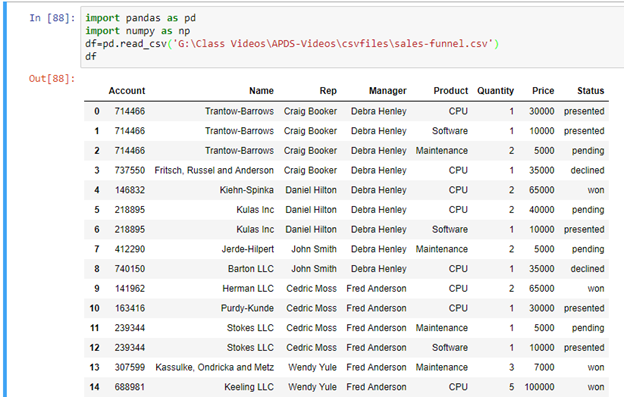 In [88]: import pandas as pd
import numpy as np
df=pd.read_csv('G:\Class Videos\APDS-Videos\csvfiles\sales-funnel.csv')
df
Out[88]:
Account Name Rep Manager Product Quantity Price Status
0 714466 Trantow-Barrows Craig Booker Debra Henley CPU 1 30000 presented
1 714466 Trantow-Barrows Craig Booker Debra Henley Software 1 10000 presented
2 714466 Trantow-Barrows Craig Booker Debra Henley Maintenance 2 5000 pending
3 737550 Fritsch, Russel and Anderson Craig Booker Debra Henley CPU 1 35000 declined
4 146832 Kiehn-Spinka Daniel Hilton Debra Henley CPU 2 65000 won
5 218895 Kulas Inc Daniel Hilton Debra Henley CPU 2 40000 pending
6 218895 Kulas Inc Daniel Hilton Debra Henley Software 1 10000 presented
7 412290 Jerde-Hilpert John Smith Debra Henley Maintenance 2 5000 pending
8 740150 Barton LLC John Smith Debra Henley CPU 1 35000 declined
9 141962 Herman LLC Cedric Moss Fred Anderson CPU 2 65000 won
10 163416 Purdy-Kunde Cedric Moss Fred Anderson CPU 1 30000 presented
11 239344 Stokes LLC Cedric Moss Fred Anderson Maintenance 1 5000 pending
12 239344 Stokes LLC Cedric Moss Fred Anderson Software 1 10000 presented
13 307599 Kassulke, Ondricka and Metz Wendy Yule Fred Anderson Maintenance 3 7000 won
14 688981 Keeling LLC Wendy Yule Fred Anderson CPU 5 100000 won